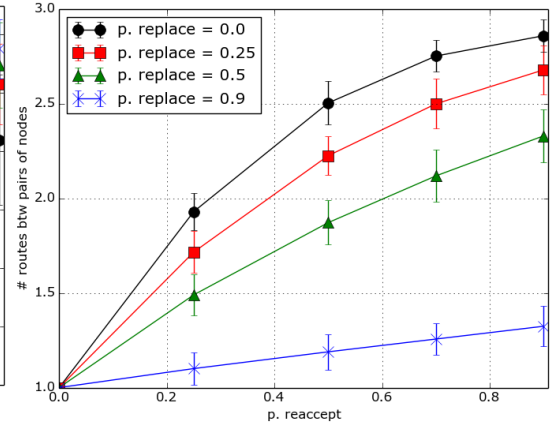 3.0
2.5
2.0
1.5
1.0
# routes btw pairs of nodes
p. replace = 0.0
p. replace = 0.25
p. replace = 0.5
p. replace = 0.9
0.0 0.2 0.4 0.6 0.8
p. reaccept